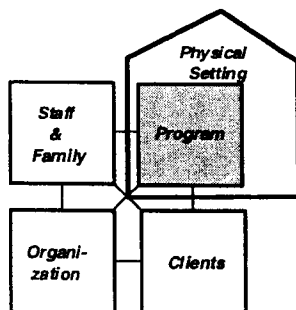 Physical
Setting
Staff
&
Family
Program
Organi-
zation
Clients